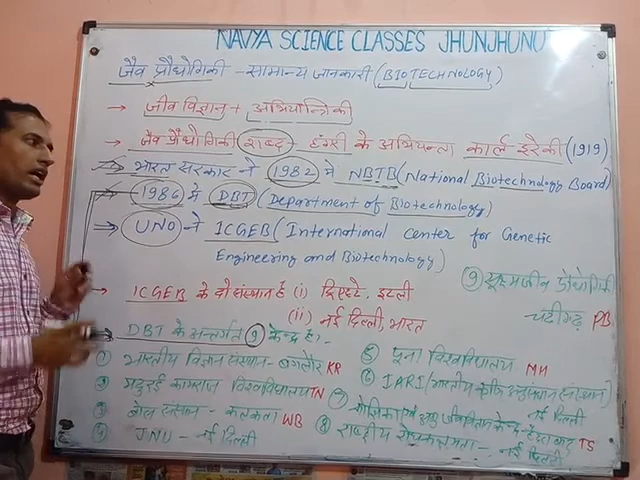 NAVYA SCIENCE CLASSES JHUNJHUNU
जैव प्रौद्योगिकी - सामान्य जानकारी (BIOTECHNOLOGY)
→ जीव विज्ञान + अभियान्त्रिकी
→ जैव प्रौद्योगिकी शब्द - हंगरी के अभियन्ता कार्ल इरेकी (1919)
भारत सरकार ने 1982 में NBTB (National Biotechnology Board)
1986 में DBT (Department of Biotechnology)
⇒ UNO ने ICGEB (International Center for Genetic
Engineering and Biotechnology)
→ ICGEB के दो संस्थान है (i) ट्रिएस्टे, इटली
(ii) नई दिल्ली, भारत
→ DBT के अन्तर्गत 9 केन्द्र है:-
① भारतीय विज्ञान संस्थान - बंगलौर KR
② मदुरई कामराज विश्वविद्यालय TN
③ बोस संस्थान - कलकत्ता WB
④ JNU - नई दिल्ली
⑤ पूना विश्वविद्यालय MH
⑥ IARI (भारतीय कृषि अनुसंधान संस्थान)
नई दिल्ली
⑦ केन्द्र - हैदराबाद TS
⑧ राष्ट्रीय - नई दिल्ली
⑨ सूक्ष्मजीव प्रौद्योगिकी
चंडीगढ़ PB